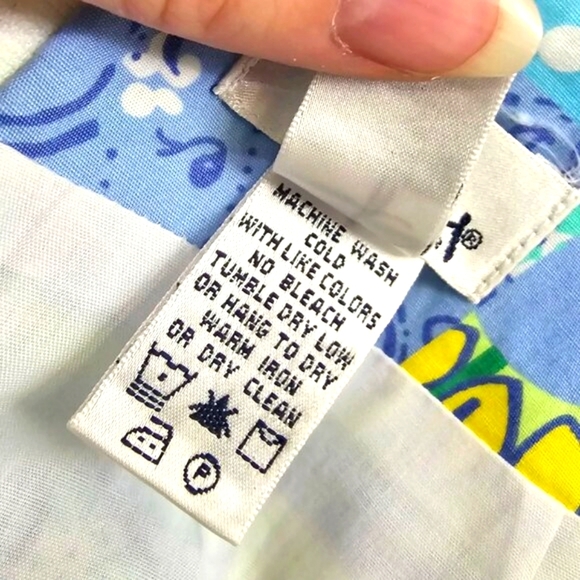 MACHINE WASH
COLD
WITH LIKE COLORS
NO BLEACH
TUMBLE DRY LOW
OR HANG TO DRY
WARM IRON
OR DRY CLEAN
P
t®